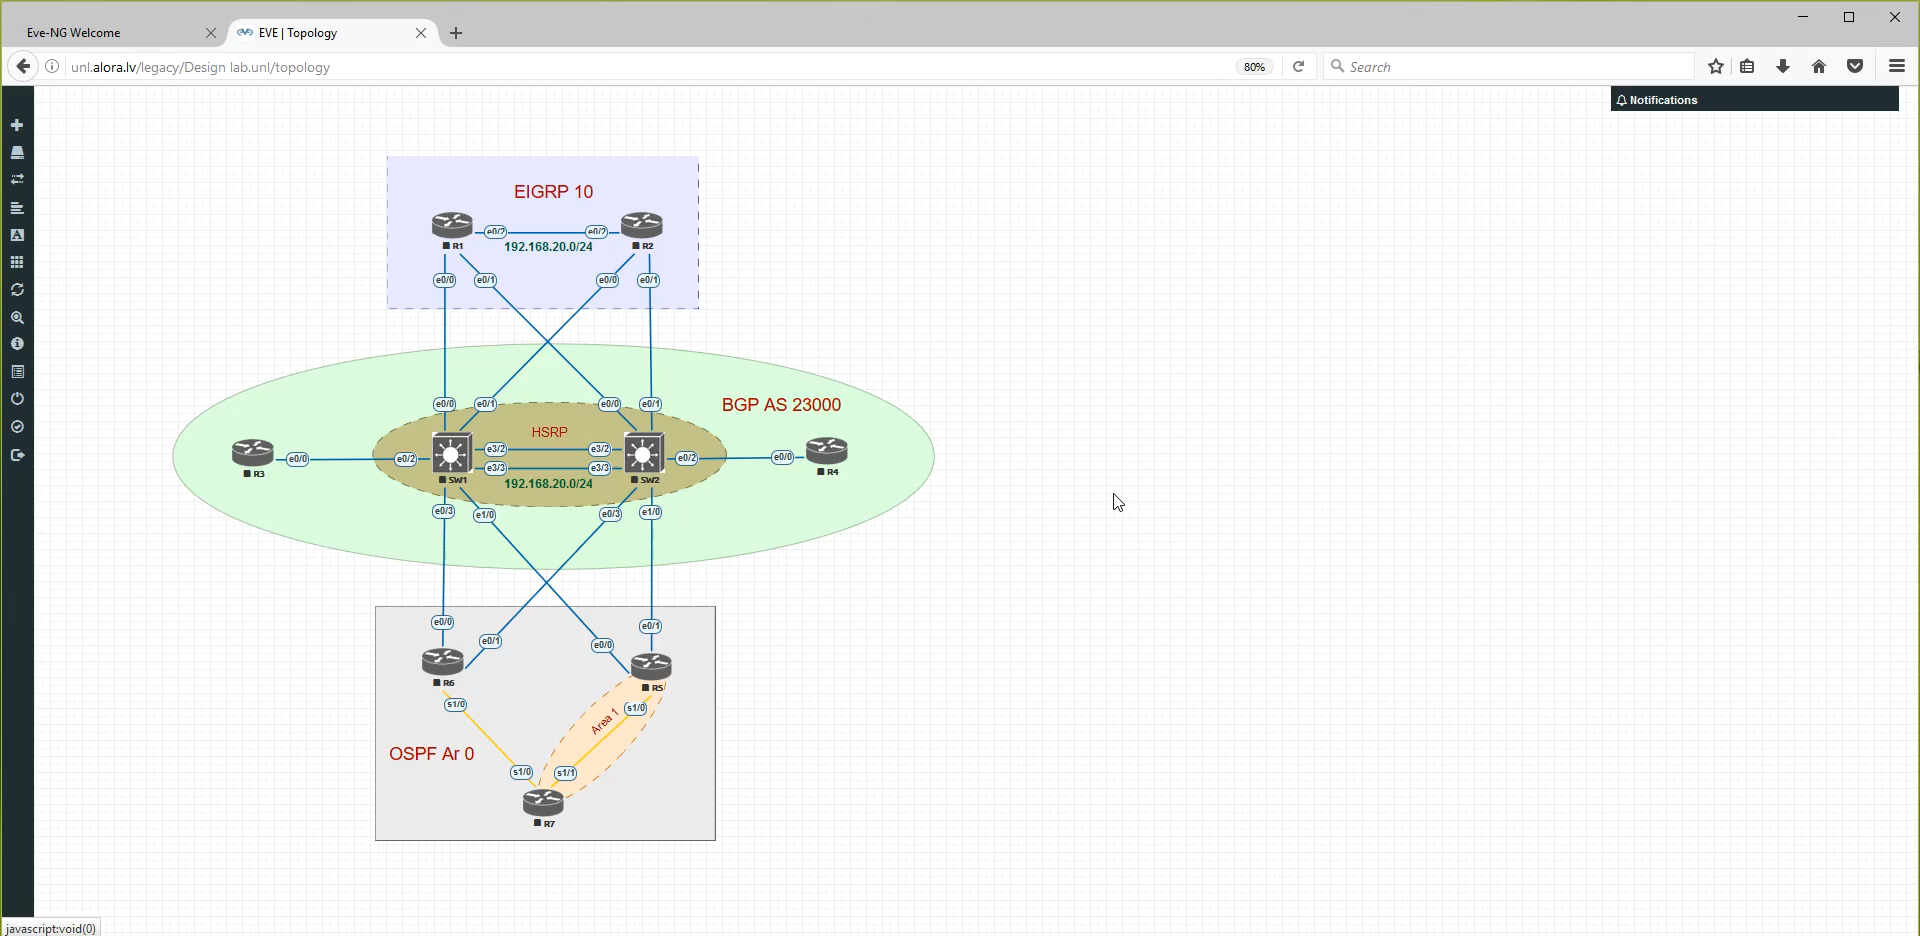 Eve-NG Welcome
EVE | Topology
unl.alora.lv/legacy/Design lab.unl/topology
80%
Search
Notifications
EIGRP 10
e0/2
e0/2
R1
192.168.20.0/24
R2
e0/0
e0/1
e0/0
e0/1
e0/0
e0/1
e0/0
e0/1
BGP AS 23000
HSRP
e3/2
e3/2
e0/0
e0/2
e0/2
e0/0
e3/3
e3/3
R3
R4
SW1
192.168.20.0/24
SW2
e0/3
e1/0
e0/3
e1/0
e0/0
e0/1
e0/1
e0/0
R6
R5
s1/0
s1/0
Area 1
OSPF Ar 0
s1/0
s1/1
R7
javascript:void(0)